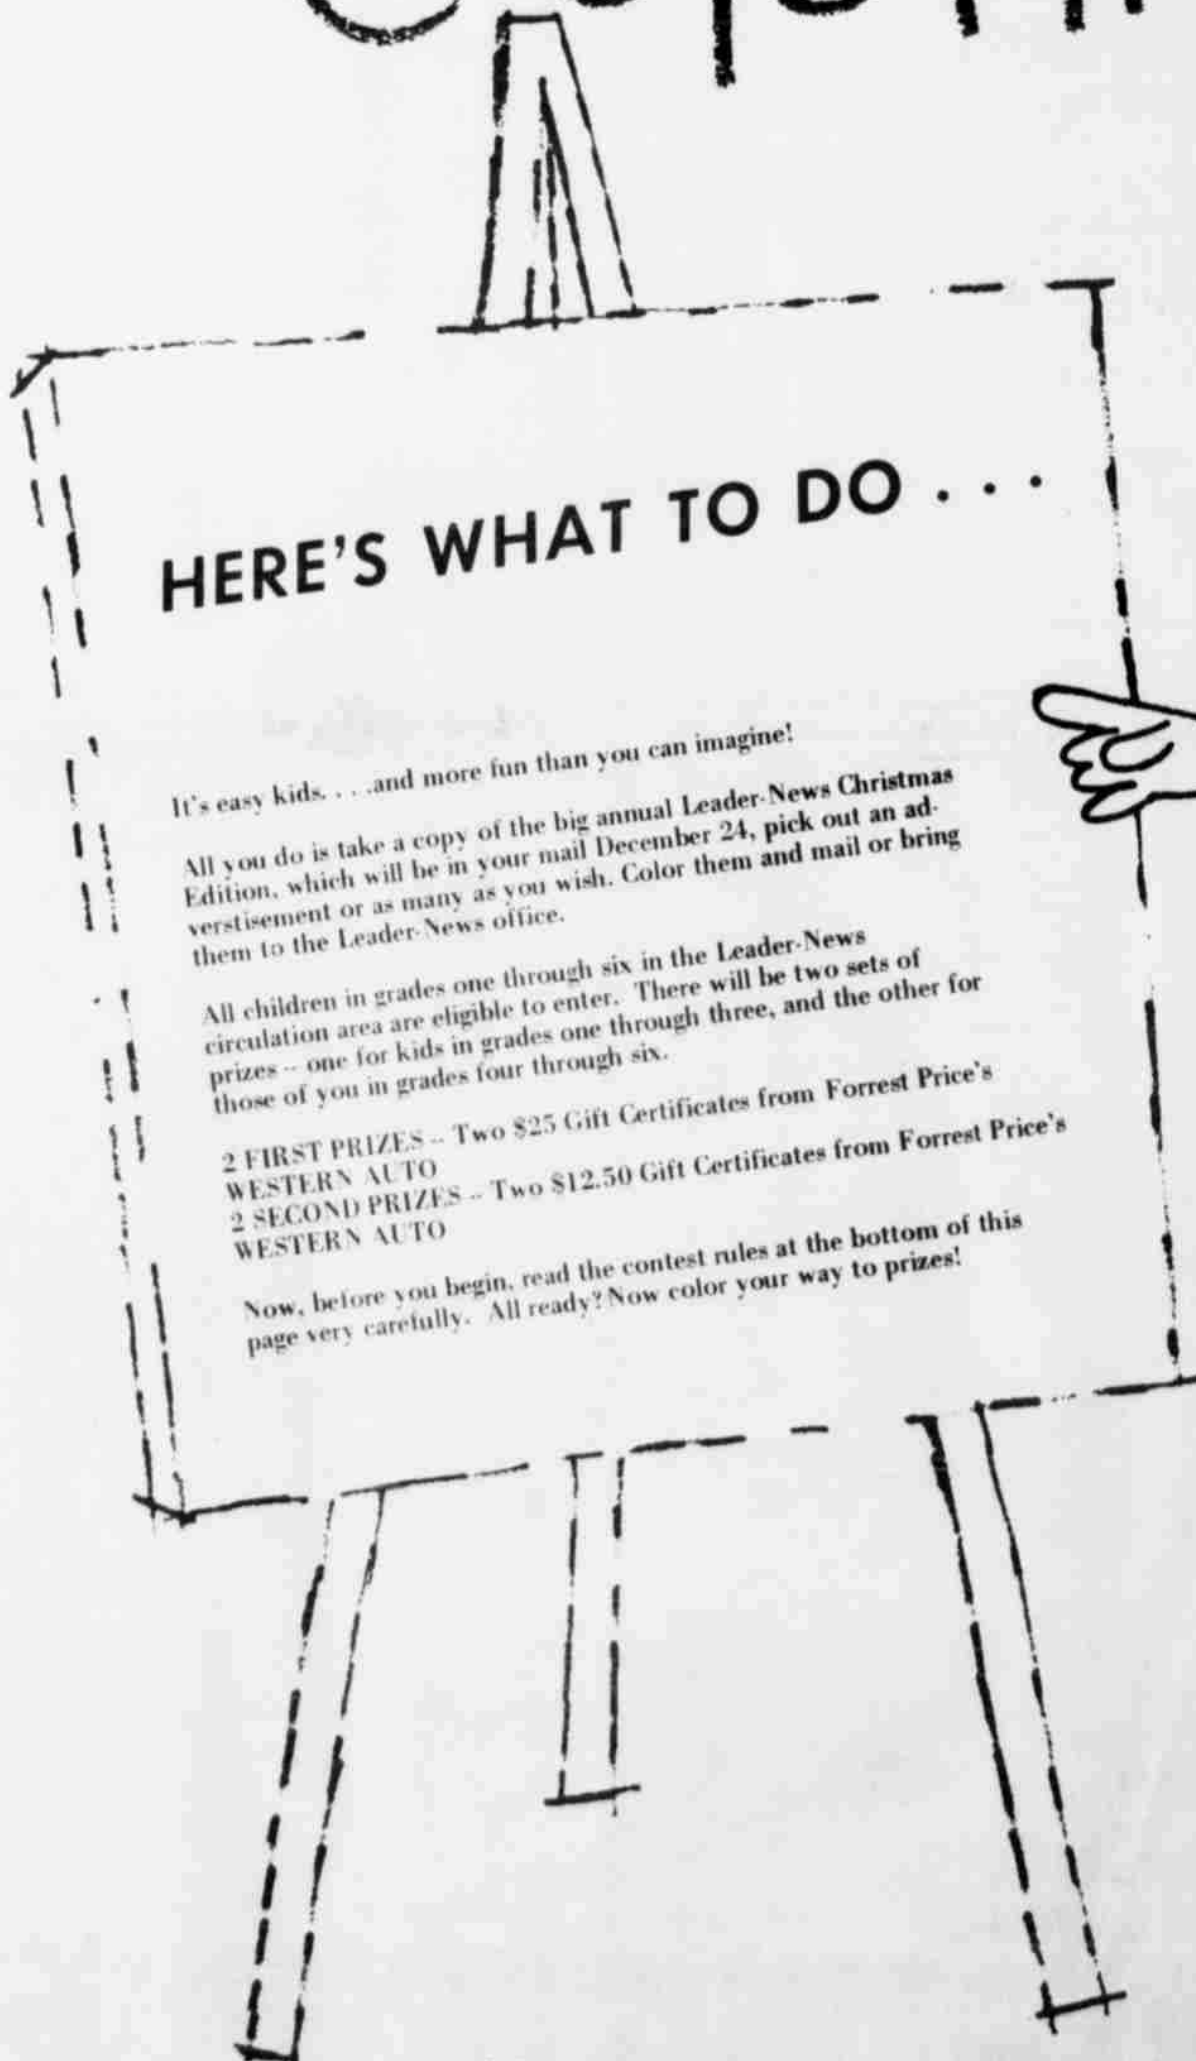 HERE'S WHAT TO DO . . .
It's easy kids. . . .and more fun than you can imagine!
All you do is take a copy of the big annual Leader-News Christmas
Edition, which will be in your mail December 24, pick out an ad-
verstisement or as many as you wish. Color them and mail or bring
them to the Leader-News office.
All children in grades one through six in the Leader-News
circulation area are eligible to enter. There will be two sets of
prizes -- one for kids in grades one through three, and the other for
those of you in grades four through six.
2 FIRST PRIZES -- Two $25 Gift Certificates from Forrest Price's
WESTERN AUTO
2 SECOND PRIZES -- Two $12.50 Gift Certificates from Forrest Price's
WESTERN AUTO
Now, before you begin, read the contest rules at the bottom of this
page very carefully. All ready? Now color your way to prizes!